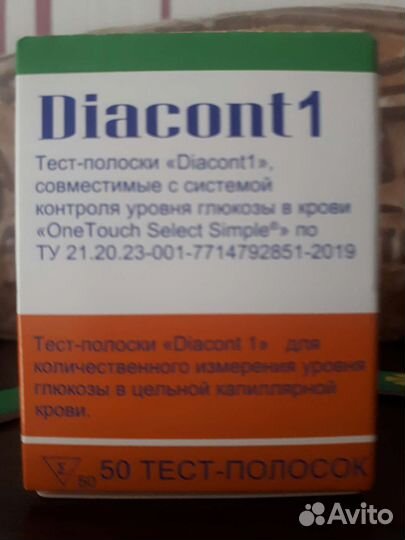 Diacont1
Тест-полоски «Diacont1»,
совместимые с системой
контроля уровня глюкозы в крови
«OneTouch Select Simple®» по
ТУ 21.20.23-001-7714792851-2019
Тест-полоски «Diacont 1» для
количественного измерения уровня
глюкозы в цельной капиллярной
крови.
Σ 50 50 ТЕСТ-ПОЛОСОК
Avito